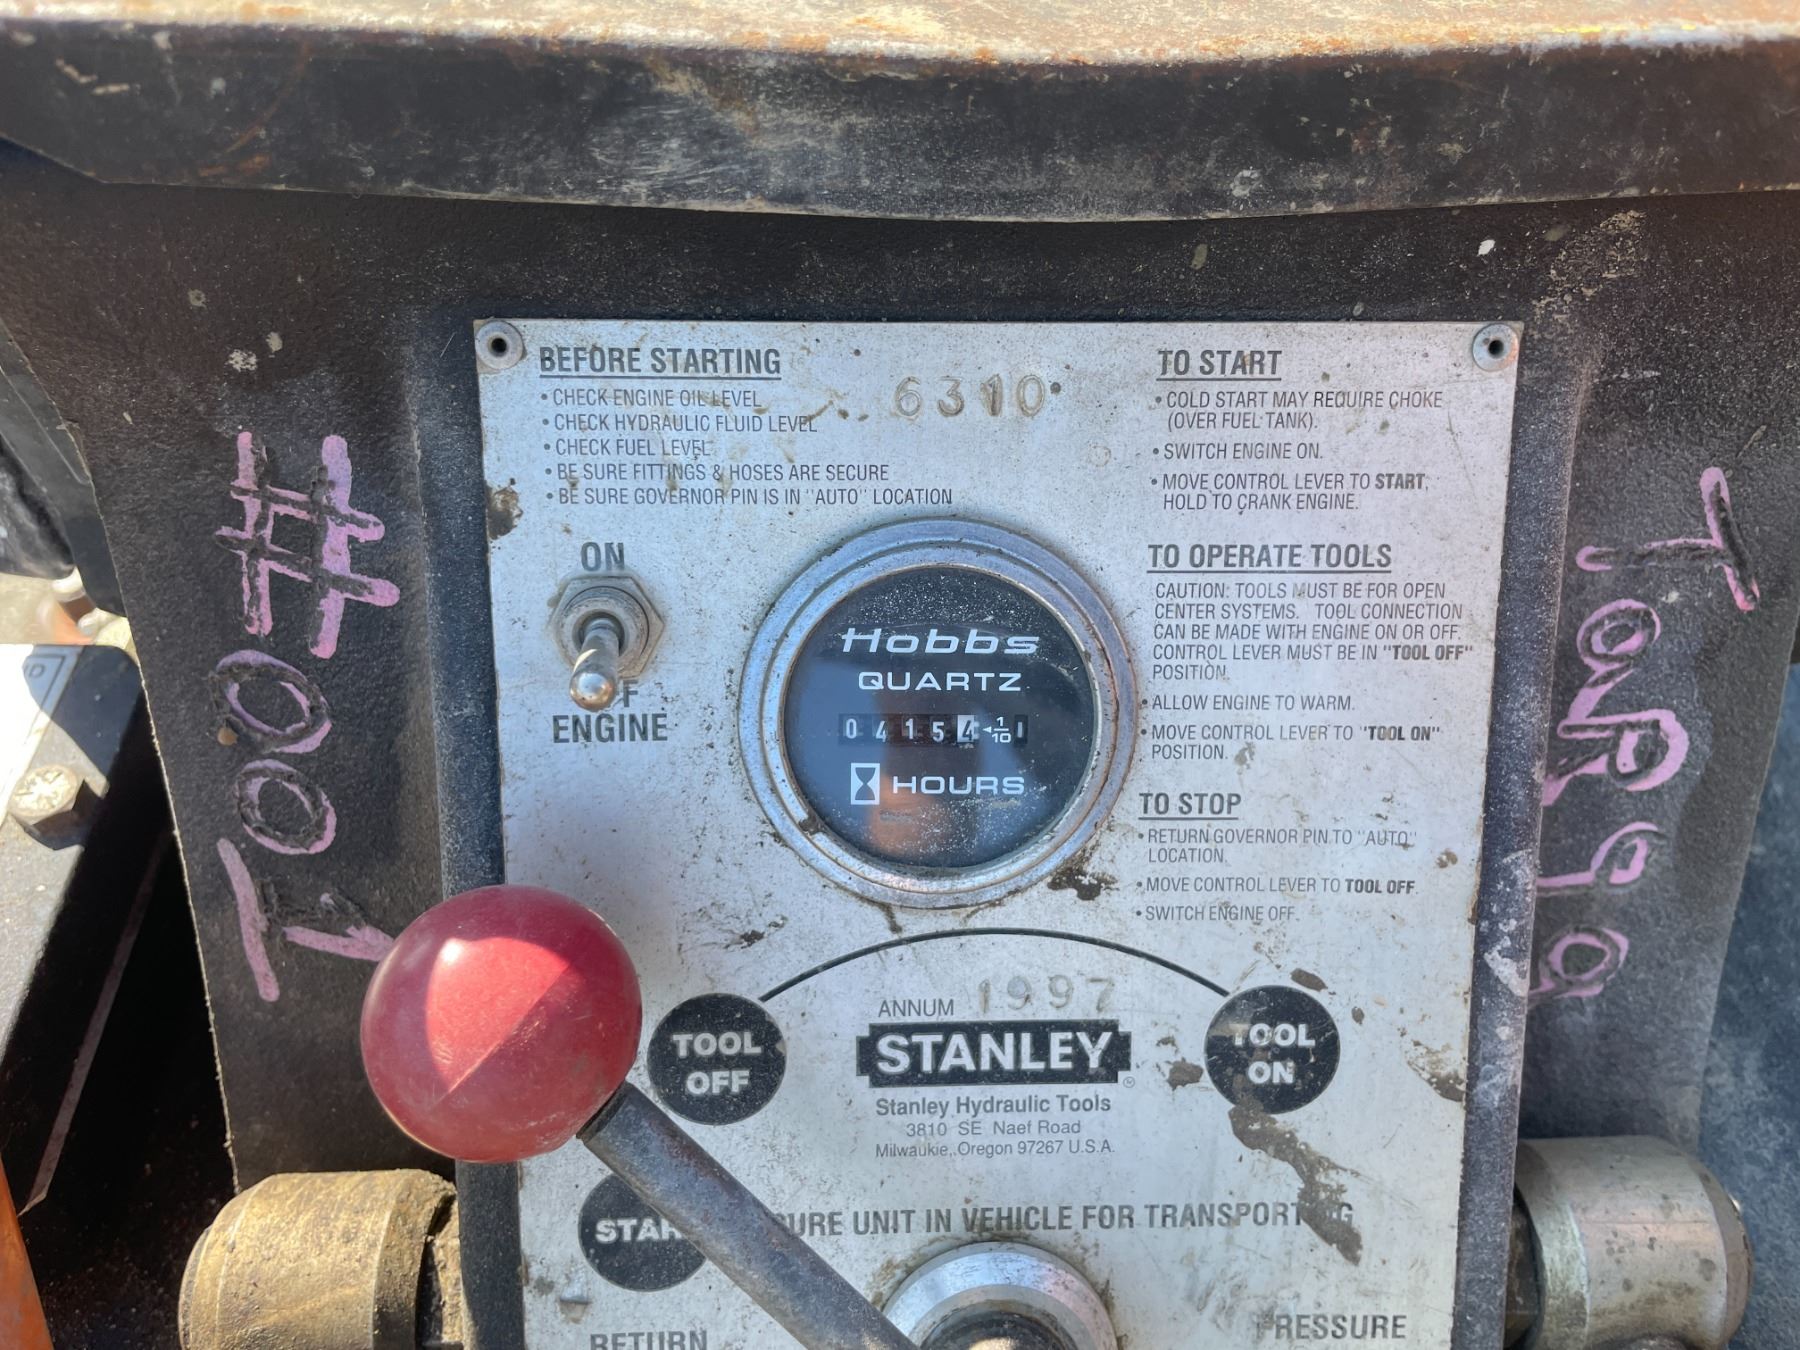 BEFORE STARTING
• CHECK ENGINE OIL LEVEL
• CHECK HYDRAULIC FLUID LEVEL
• CHECK FUEL LEVEL
• BE SURE FITTINGS & HOSES ARE SECURE
• BE SURE GOVERNOR PIN IS IN "AUTO" LOCATION
6310
TO START
• COLD START MAY REQUIRE CHOKE
(OVER FUEL TANK).
• SWITCH ENGINE ON.
• MOVE CONTROL LEVER TO START,
HOLD TO CRANK ENGINE.
ON
ENGINE
Hobbs
QUARTZ
04154 1/10
HOURS
TO OPERATE TOOLS
CAUTION: TOOLS MUST BE FOR OPEN
CENTER SYSTEMS. TOOL CONNECTION
CAN BE MADE WITH ENGINE ON OR OFF.
CONTROL LEVER MUST BE IN "TOOL OFF"
POSITION.
• ALLOW ENGINE TO WARM.
• MOVE CONTROL LEVER TO "TOOL ON"
POSITION.
TO STOP
• RETURN GOVERNOR PIN TO "AUTO"
LOCATION.
• MOVE CONTROL LEVER TO TOOL OFF.
• SWITCH ENGINE OFF.
TOOL
OFF
ANNUM 1997
STANLEY
Stanley Hydraulic Tools
3810 SE Naef Road
Milwaukie, Oregon 97267 U.S.A.
TOOL
ON
START
UNIT IN VEHICLE FOR TRANSPORTING
RETURN
PRESSURE